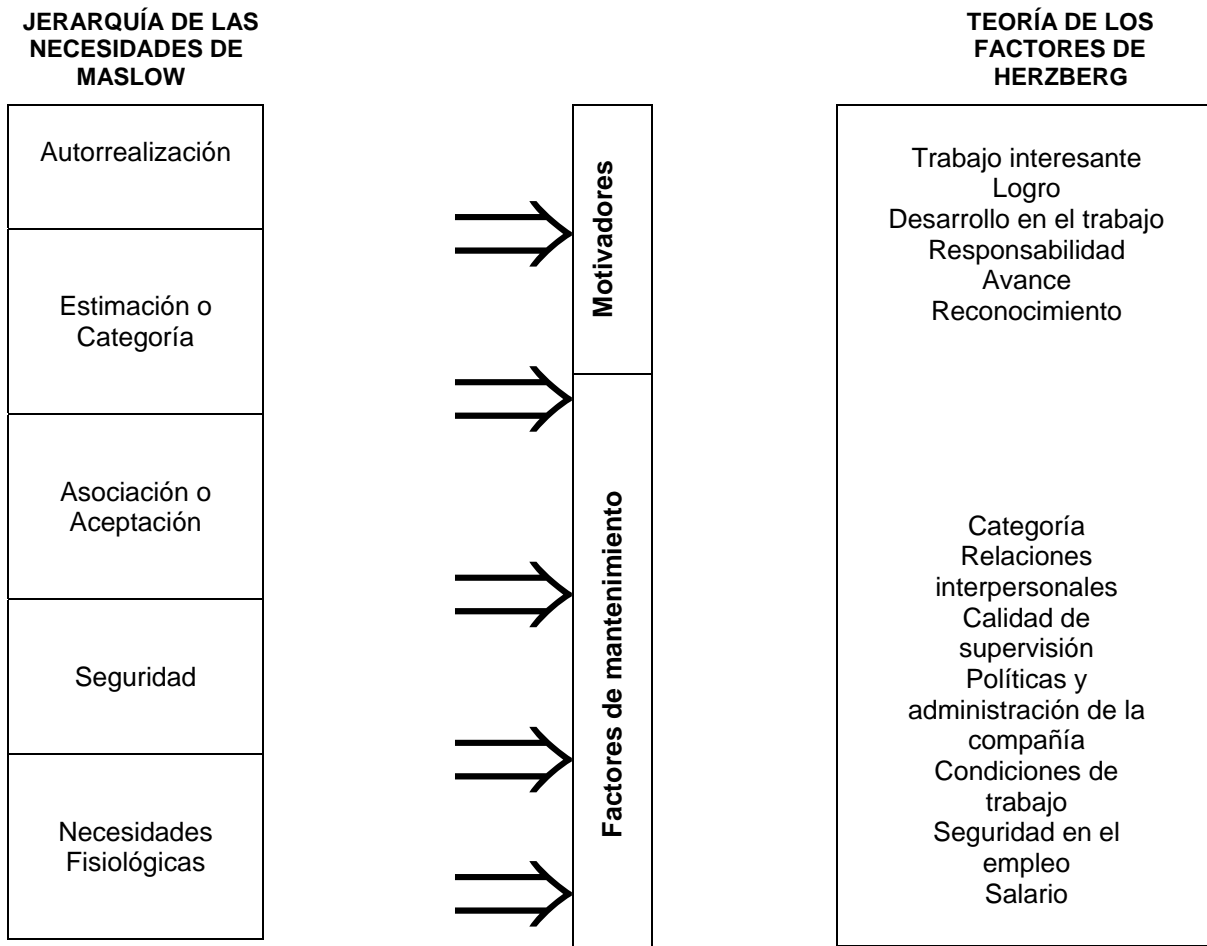 JERARQUÍA DE LAS
NECESIDADES DE
MASLOW
TEORÍA DE LOS
FACTORES DE
HERZBERG
Autorrealización
Estimación o
Categoría
Asociación o
Aceptación
Seguridad
Necesidades
Fisiológicas
Motivadores
Factores de mantenimiento
Trabajo interesante
Logro
Desarrollo en el trabajo
Responsabilidad
Avance
Reconocimiento
Categoría
Relaciones
interpersonales
Calidad de
supervisión
Políticas y
administración de la
compañía
Condiciones de
trabajo
Seguridad en el
empleo
Salario